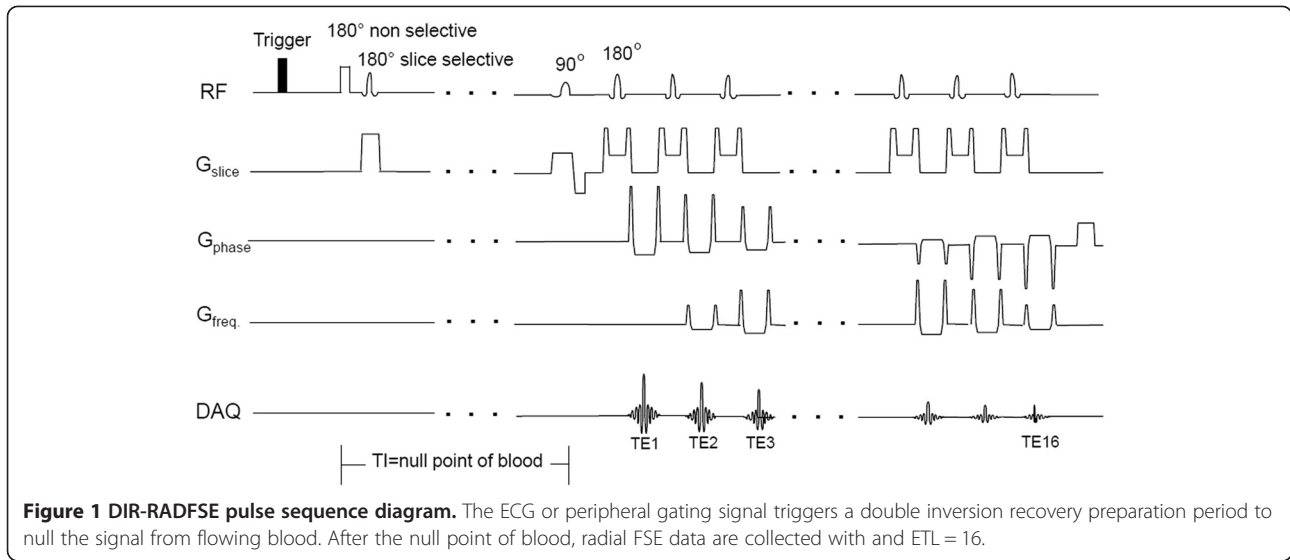 Trigger
180° non selective
180° slice selective
90°
180°
RF
Gslice
Gphase
Gfreq.
DAQ
TE1
TE2
TE3
TE16
TI=null point of blood
Figure 1 DIR-RADFSE pulse sequence diagram. The ECG or peripheral gating signal triggers a double inversion recovery preparation period to
null the signal from flowing blood. After the null point of blood, radial FSE data are collected with and ETL = 16.